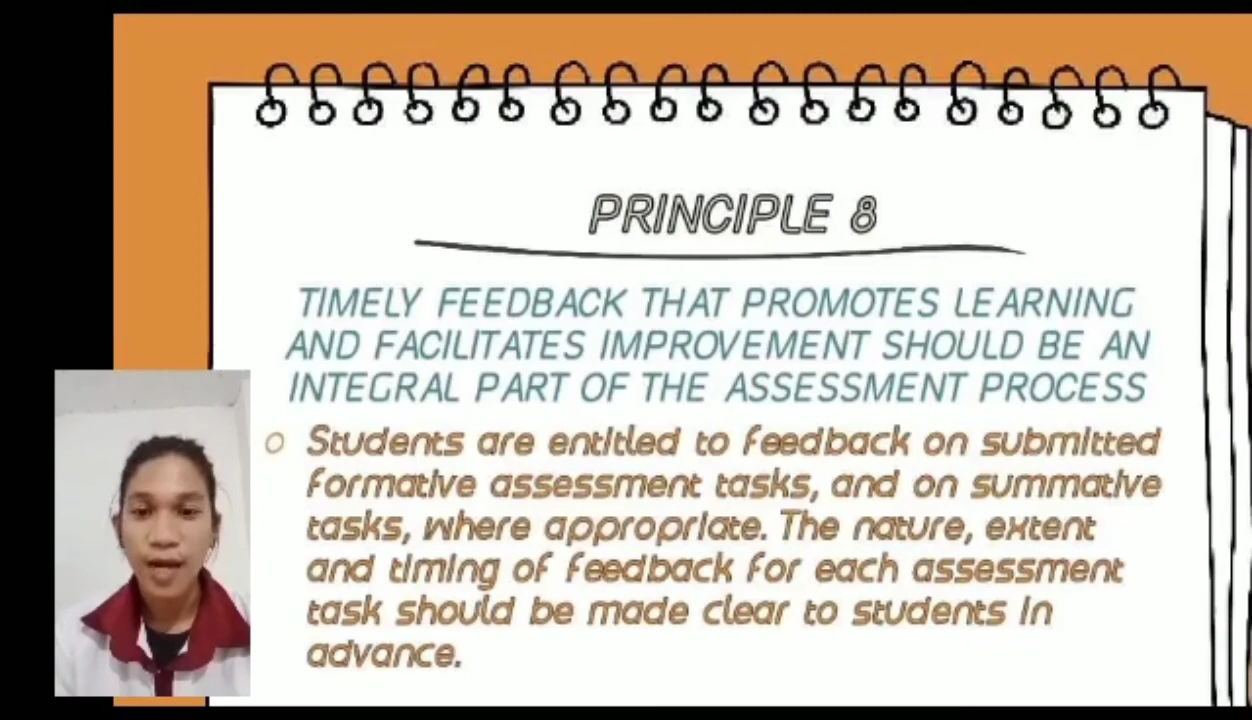 PRINCIPLE 8
TIMELY FEEDBACK THAT PROMOTES LEARNING
AND FACILITATES IMPROVEMENT SHOULD BE AN
INTEGRAL PART OF THE ASSESSMENT PROCESS
Students are entitled to feedback on submitted
formative assessment tasks, and on summative
tasks, where appropriate. The nature, extent
and timing of feedback for each assessment
task should be made clear to students in
advance.